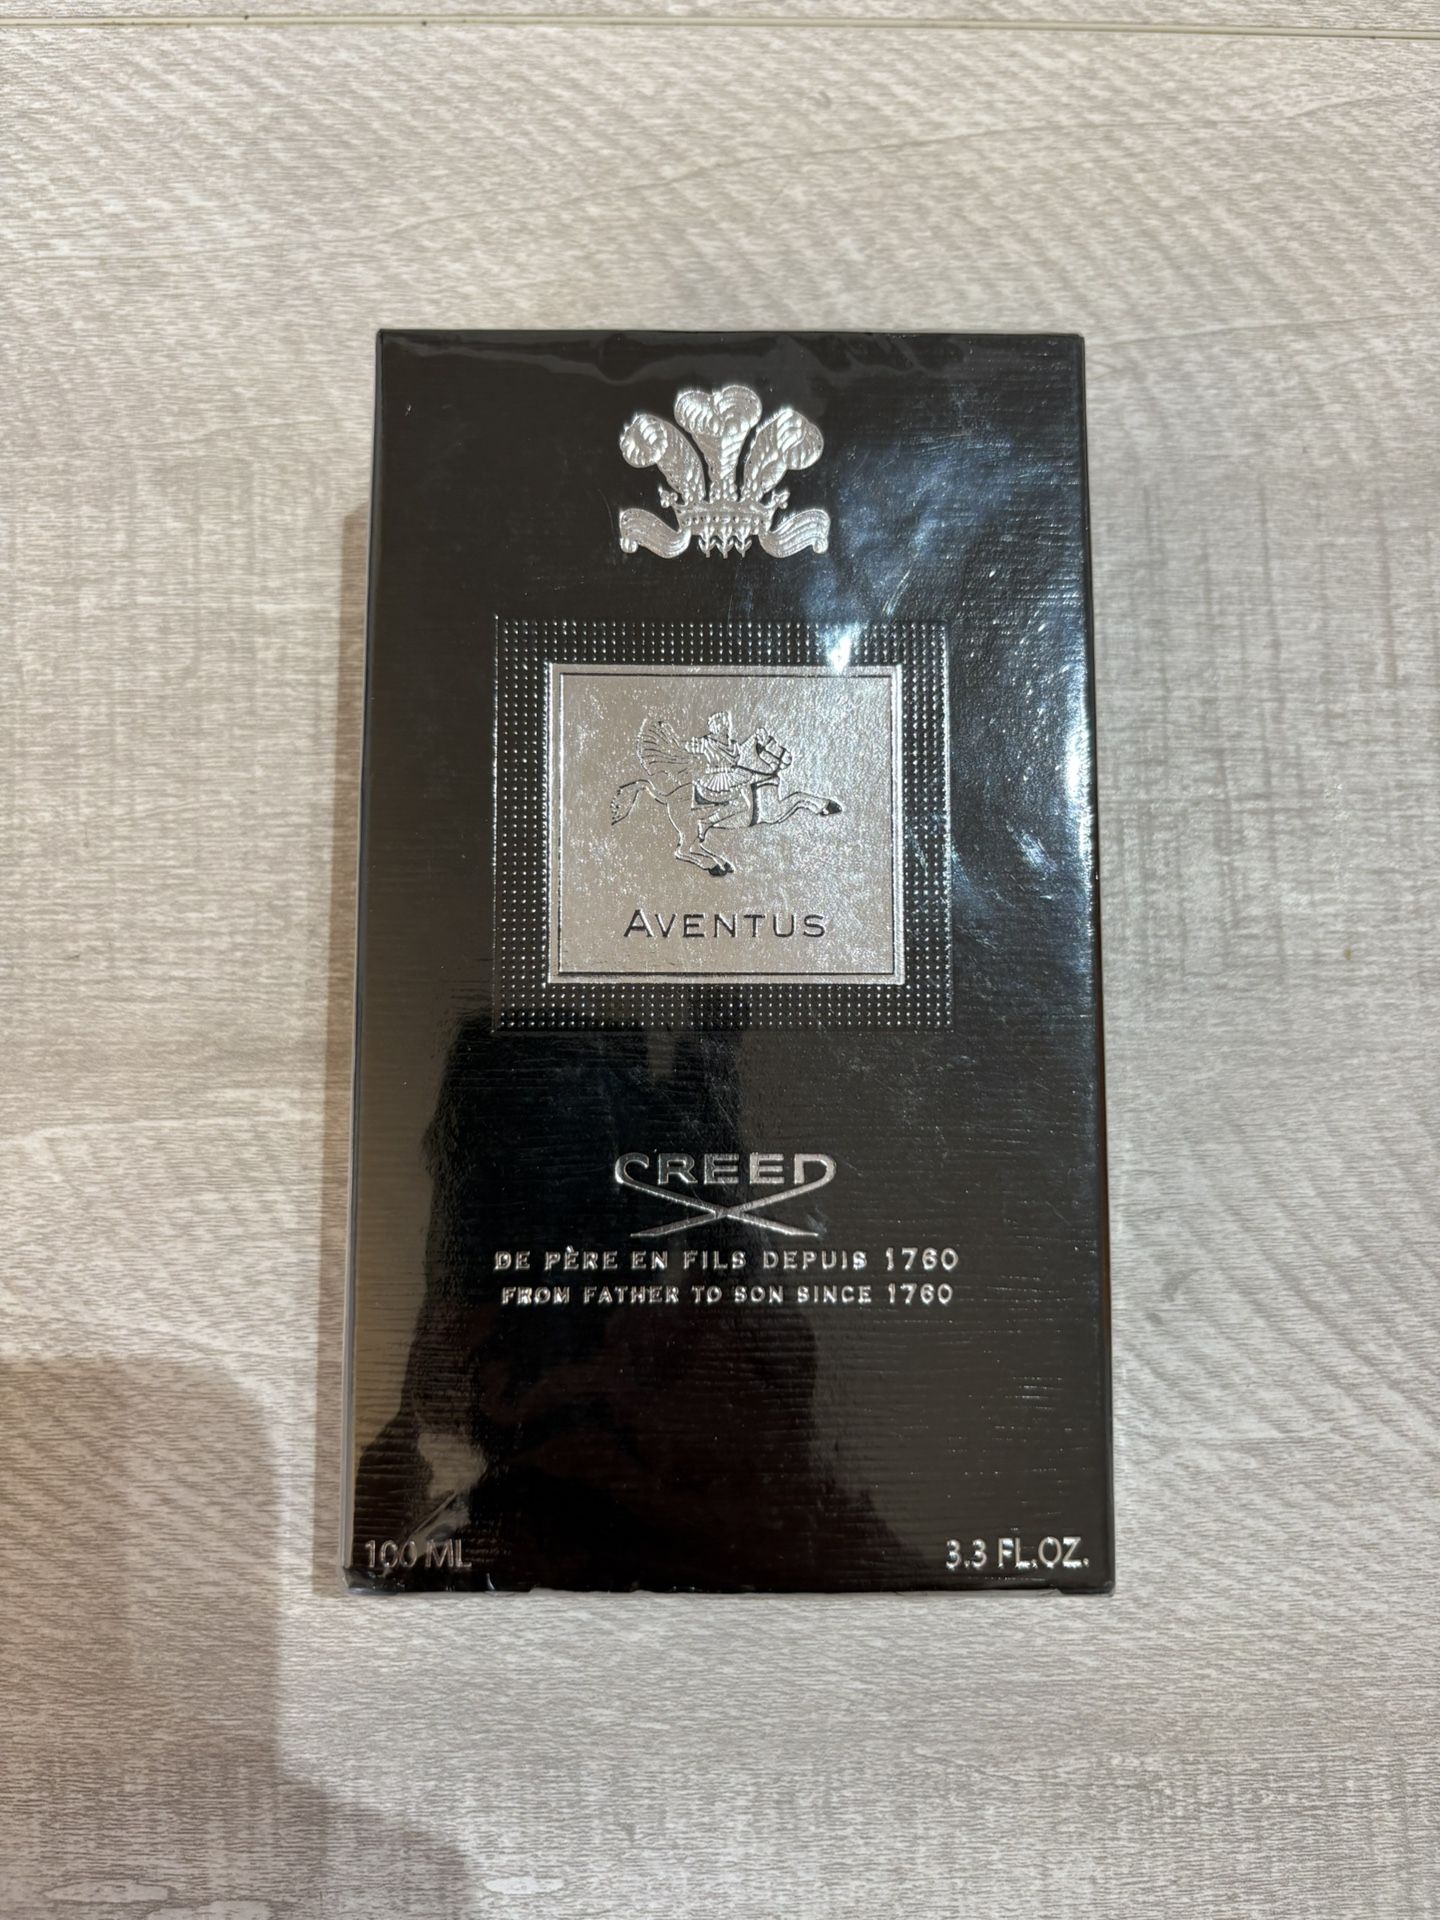 AVENTUS
CREED
DE PÈRE EN FILS DEPUIS 1760
FROM FATHER TO SON SINCE 1760
100 ML
3.3 FL.OZ.